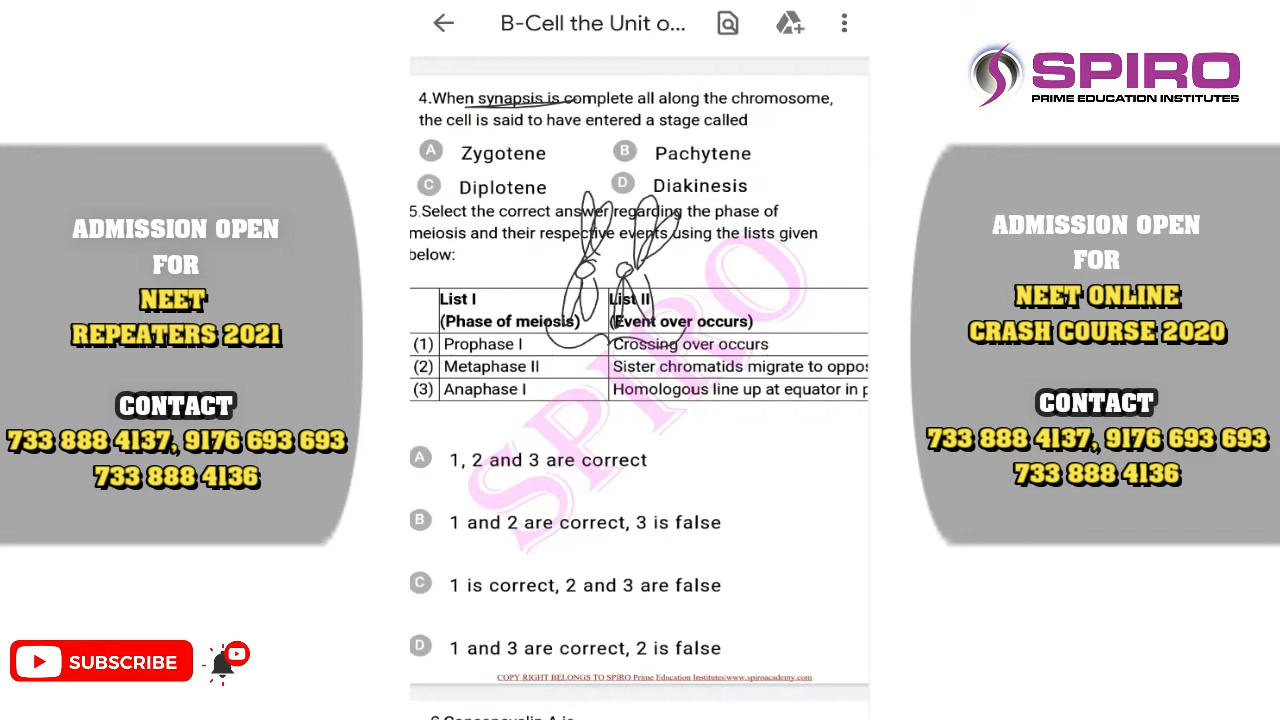 B-Cell the Unit o...
SPIRO
PRIME EDUCATION INSTITUTES
4.When synapsis is complete all along the chromosome,
the cell is said to have entered a stage called
A Zygotene B Pachytene
C Diplotene D Diakinesis
5.Select the correct answer regarding the phase of
meiosis and their respective events using the lists given
below:
List I List II
(Phase of meiosis) (Event over occurs)
(1) Prophase I Crossing over occurs
(2) Metaphase II Sister chromatids migrate to oppos
(3) Anaphase I Homologous line up at equator in p
A 1, 2 and 3 are correct
B 1 and 2 are correct, 3 is false
C 1 is correct, 2 and 3 are false
D 1 and 3 are correct, 2 is false
SPIRO
COPY RIGHT BELONGS TO SPIRO Prime Education Institutes\www.spiroacademy.com
ADMISSION OPEN
FOR
NEET
REPEATERS 2021
CONTACT
733 888 4137, 9176 693 693
733 888 4136
ADMISSION OPEN
FOR
NEET ONLINE
CRASH COURSE 2020
CONTACT
733 888 4137, 9176 693 693
733 888 4136
SUBSCRIBE